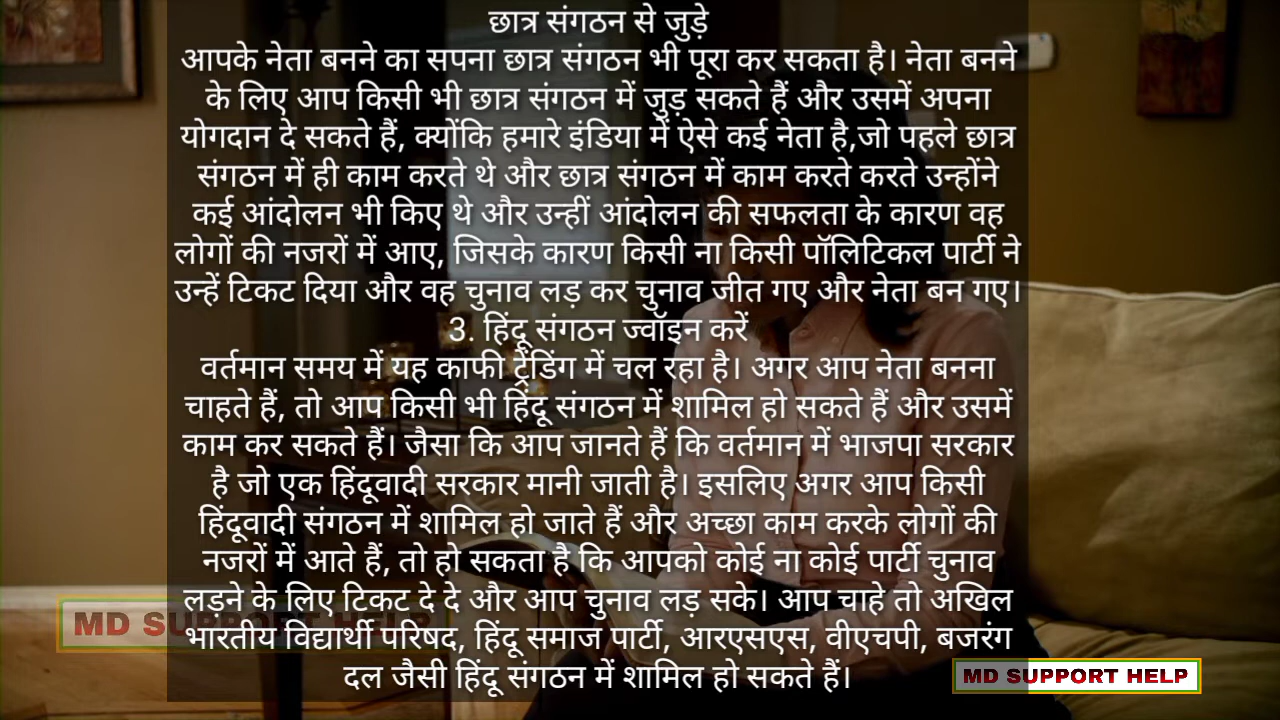 छात्र संगठन से जुड़े
आपके नेता बनने का सपना छात्र संगठन भी पूरा कर सकता है। नेता बनने
के लिए आप किसी भी छात्र संगठन में जुड़ सकते हैं और उसमें अपना
योगदान दे सकते हैं, क्योंकि हमारे इंडिया में ऐसे कई नेता है,जो पहले छात्र
संगठन में ही काम करते थे और छात्र संगठन में काम करते करते उन्होंने
कई आंदोलन भी किए थे और उन्हीं आंदोलन की सफलता के कारण वह
लोगों की नजरों में आए, जिसके कारण किसी ना किसी पॉलिटिकल पार्टी ने
उन्हें टिकट दिया और वह चुनाव लड़ कर चुनाव जीत गए और नेता बन गए।
3. हिंदू संगठन ज्वॉइन करें
वर्तमान समय में यह काफी ट्रेंडिंग में चल रहा है। अगर आप नेता बनना
चाहते हैं, तो आप किसी भी हिंदू संगठन में शामिल हो सकते हैं और उसमें
काम कर सकते हैं। जैसा कि आप जानते हैं कि वर्तमान में भाजपा सरकार
है जो एक हिंदूवादी सरकार मानी जाती है। इसलिए अगर आप किसी
हिंदूवादी संगठन में शामिल हो जाते हैं और अच्छा काम करके लोगों की
नजरों में आते हैं, तो हो सकता है कि आपको कोई ना कोई पार्टी चुनाव
लड़ने के लिए टिकट दे दे और आप चुनाव लड़ सके। आप चाहे तो अखिल
भारतीय विद्यार्थी परिषद, हिंदू समाज पार्टी, आरएसएस, वीएचपी, बजरंग
दल जैसी हिंदू संगठन में शामिल हो सकते हैं।
MD SUPPORT HELP
MD SUPPORT HELP